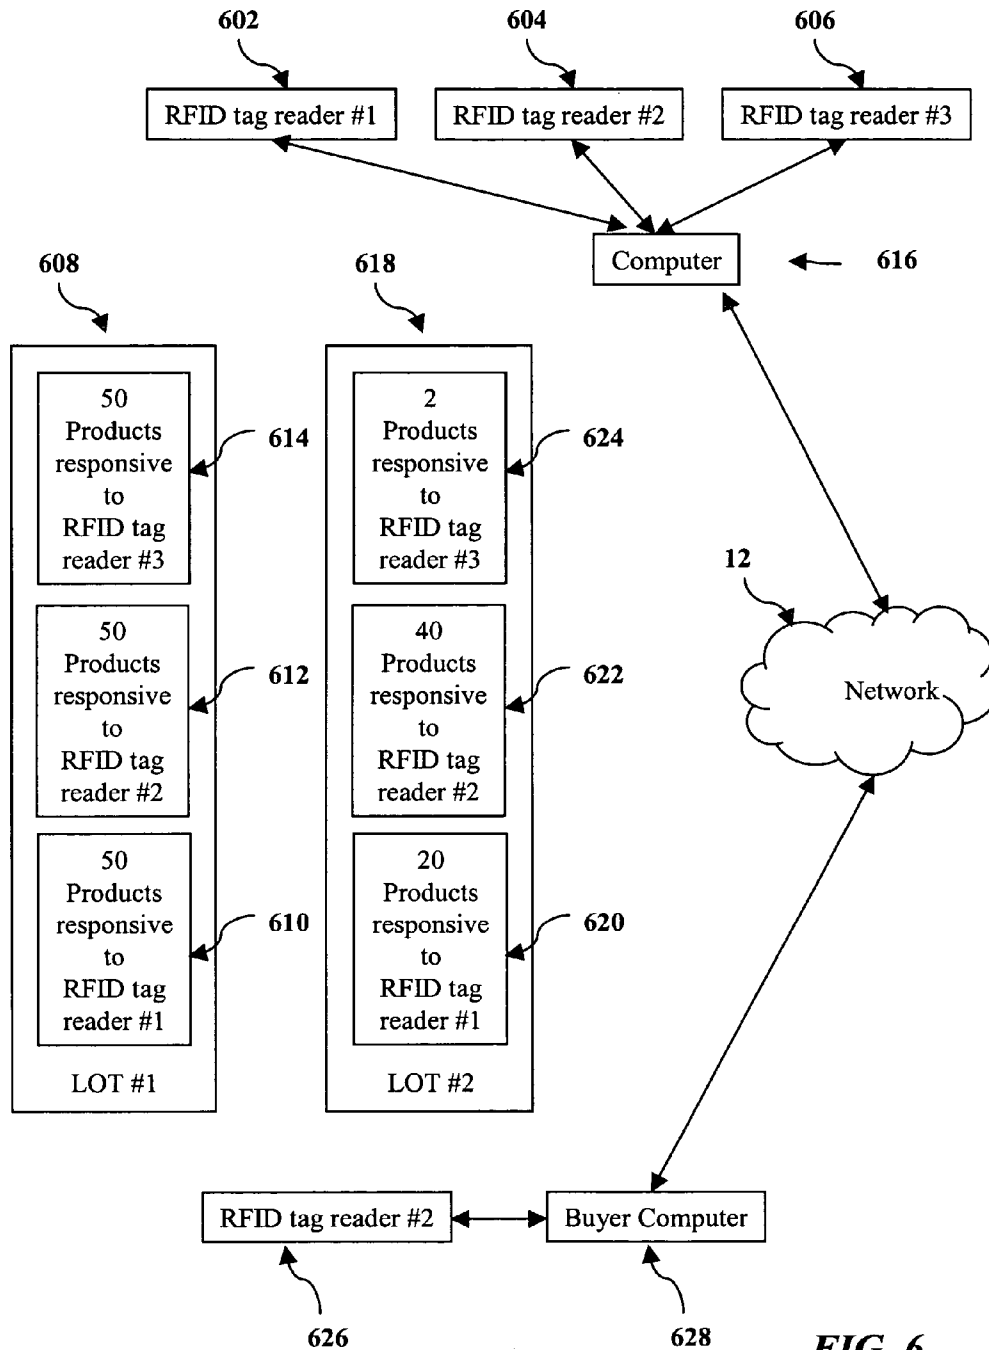 602
604
606
RFID tag reader #1
RFID tag reader #2
RFID tag reader #3
Computer
616
608
618
50
Products
responsive
to
RFID tag
reader #3
614
2
Products
responsive
to
RFID tag
reader #3
624
12
50
Products
responsive
to
RFID tag
reader #2
612
40
Products
responsive
to
RFID tag
reader #2
622
Network
50
Products
responsive
to
RFID tag
reader #1
610
20
Products
responsive
to
RFID tag
reader #1
620
LOT #1
LOT #2
RFID tag reader #2
Buyer Computer
626
628
FIG. 6